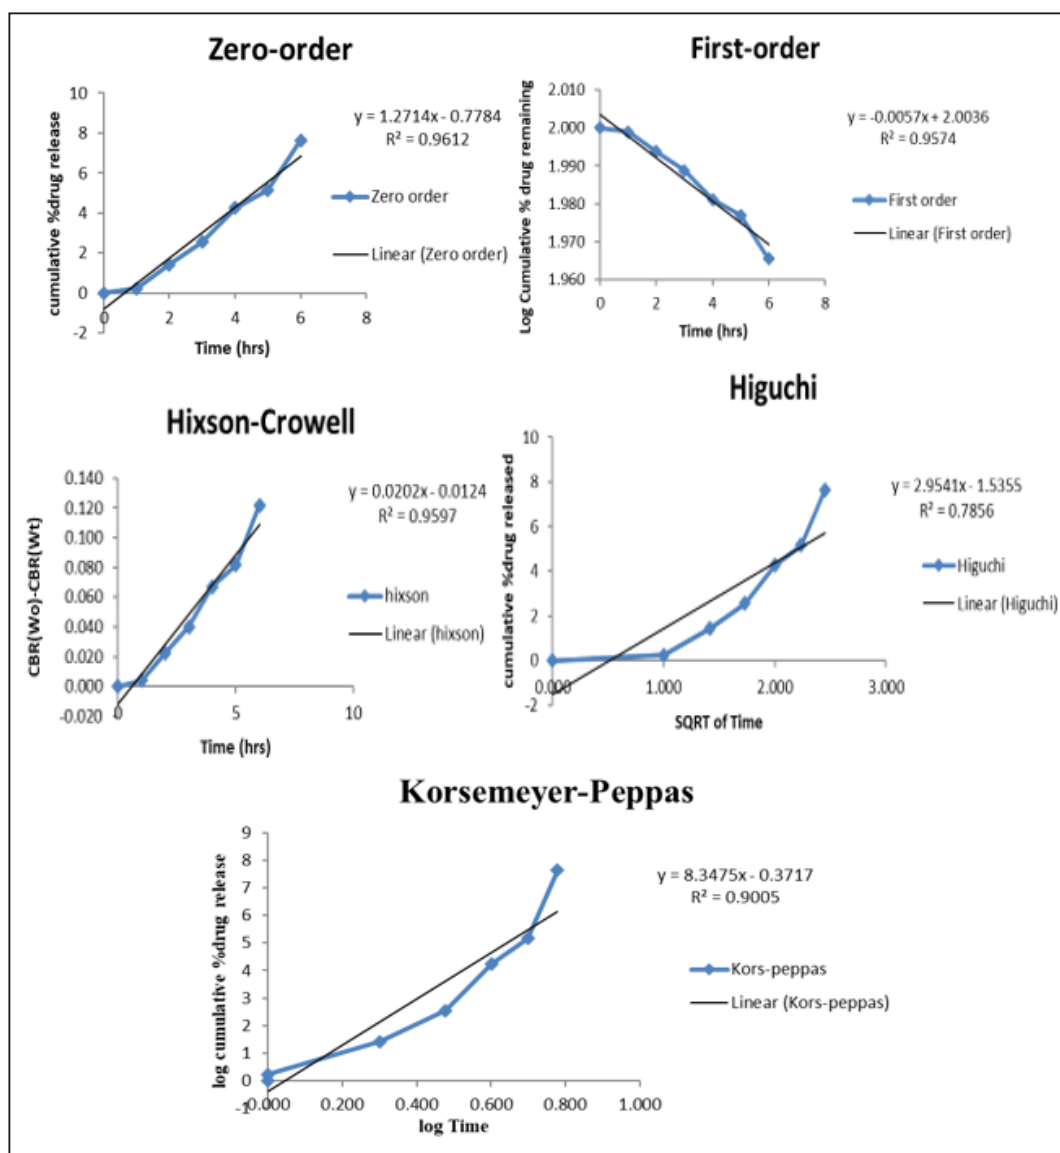 Zero-order
cumulative %drug release
10
8
6
4
2
0
-2
0
2
4
6
8
Time (hrs)
y = 1.2714x - 0.7784
R² = 0.9612
Zero order
Linear (Zero order)
First-order
Log Cumulative % drug remaining
2.010
2.000
1.990
1.980
1.970
1.960
0
2
4
6
8
Time (hrs)
y = -0.0057x + 2.0036
R² = 0.9574
First order
Linear (First order)
Hixson-Crowell
CBR(Wo)-CBR(Wt)
0.140
0.120
0.100
0.080
0.060
0.040
0.020
0.000
-0.020
0
5
10
Time (hrs)
y = 0.0202x - 0.0124
R² = 0.9597
hixson
Linear (hixson)
Higuchi
cumulative %drug released
10
8
6
4
2
0
-2
0.000
1.000
2.000
3.000
SQRT of Time
y = 2.9541x - 1.5355
R² = 0.7856
Higuchi
Linear (Higuchi)
Korsemeyer-Peppas
log cumulative %drug release
9
8
7
6
5
4
3
2
1
0
-1
0.000
0.200
0.400
0.600
0.800
1.000
log Time
y = 8.3475x - 0.3717
R² = 0.9005
Kors-peppas
Linear (Kors-peppas)